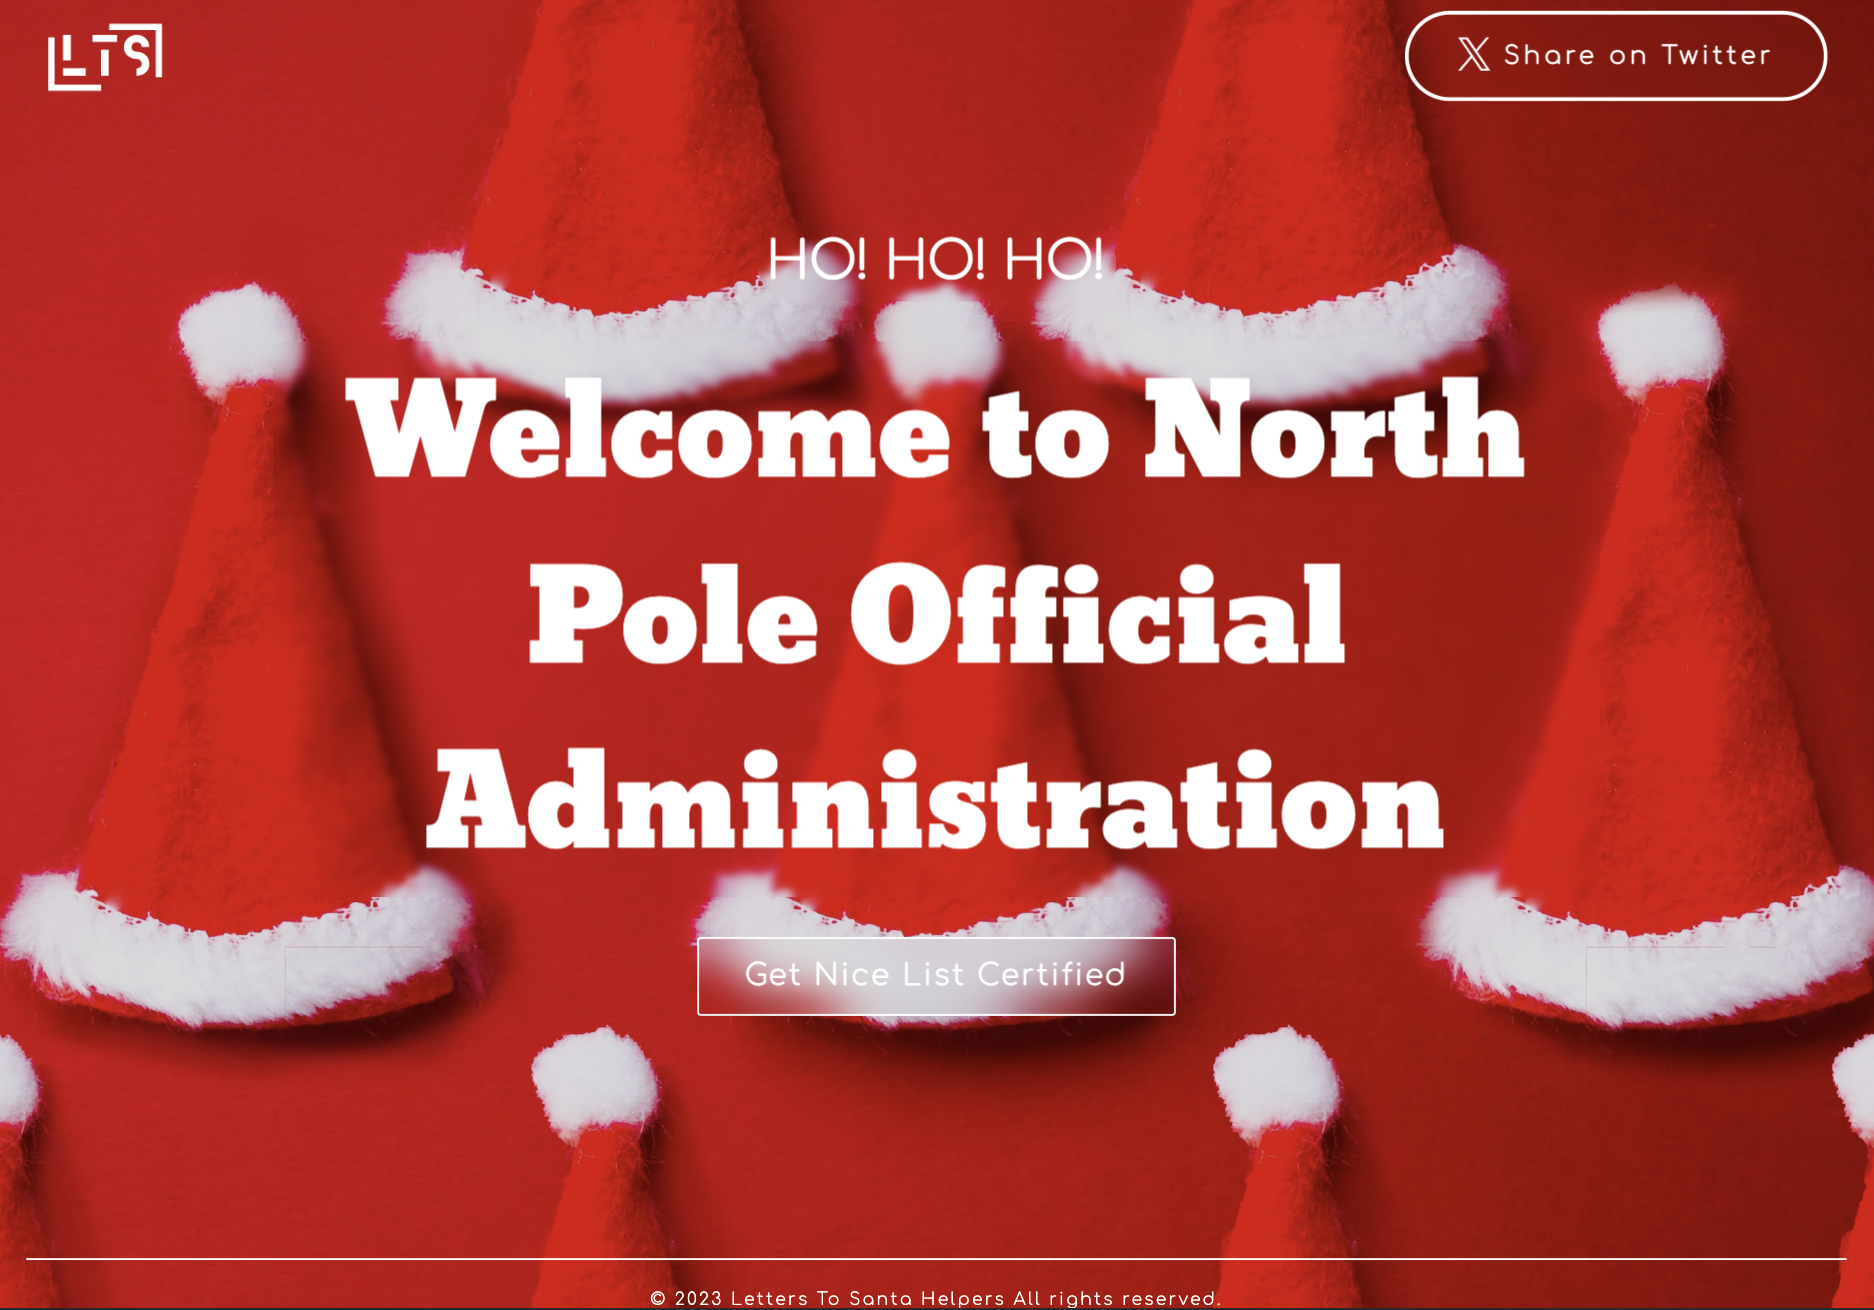 LTS
Share on Twitter
HO! HO! HO!
Welcome to North
Pole Official
Administration
Get Nice List Certified
© 2023 Letters To Santa Helpers All rights reserved.